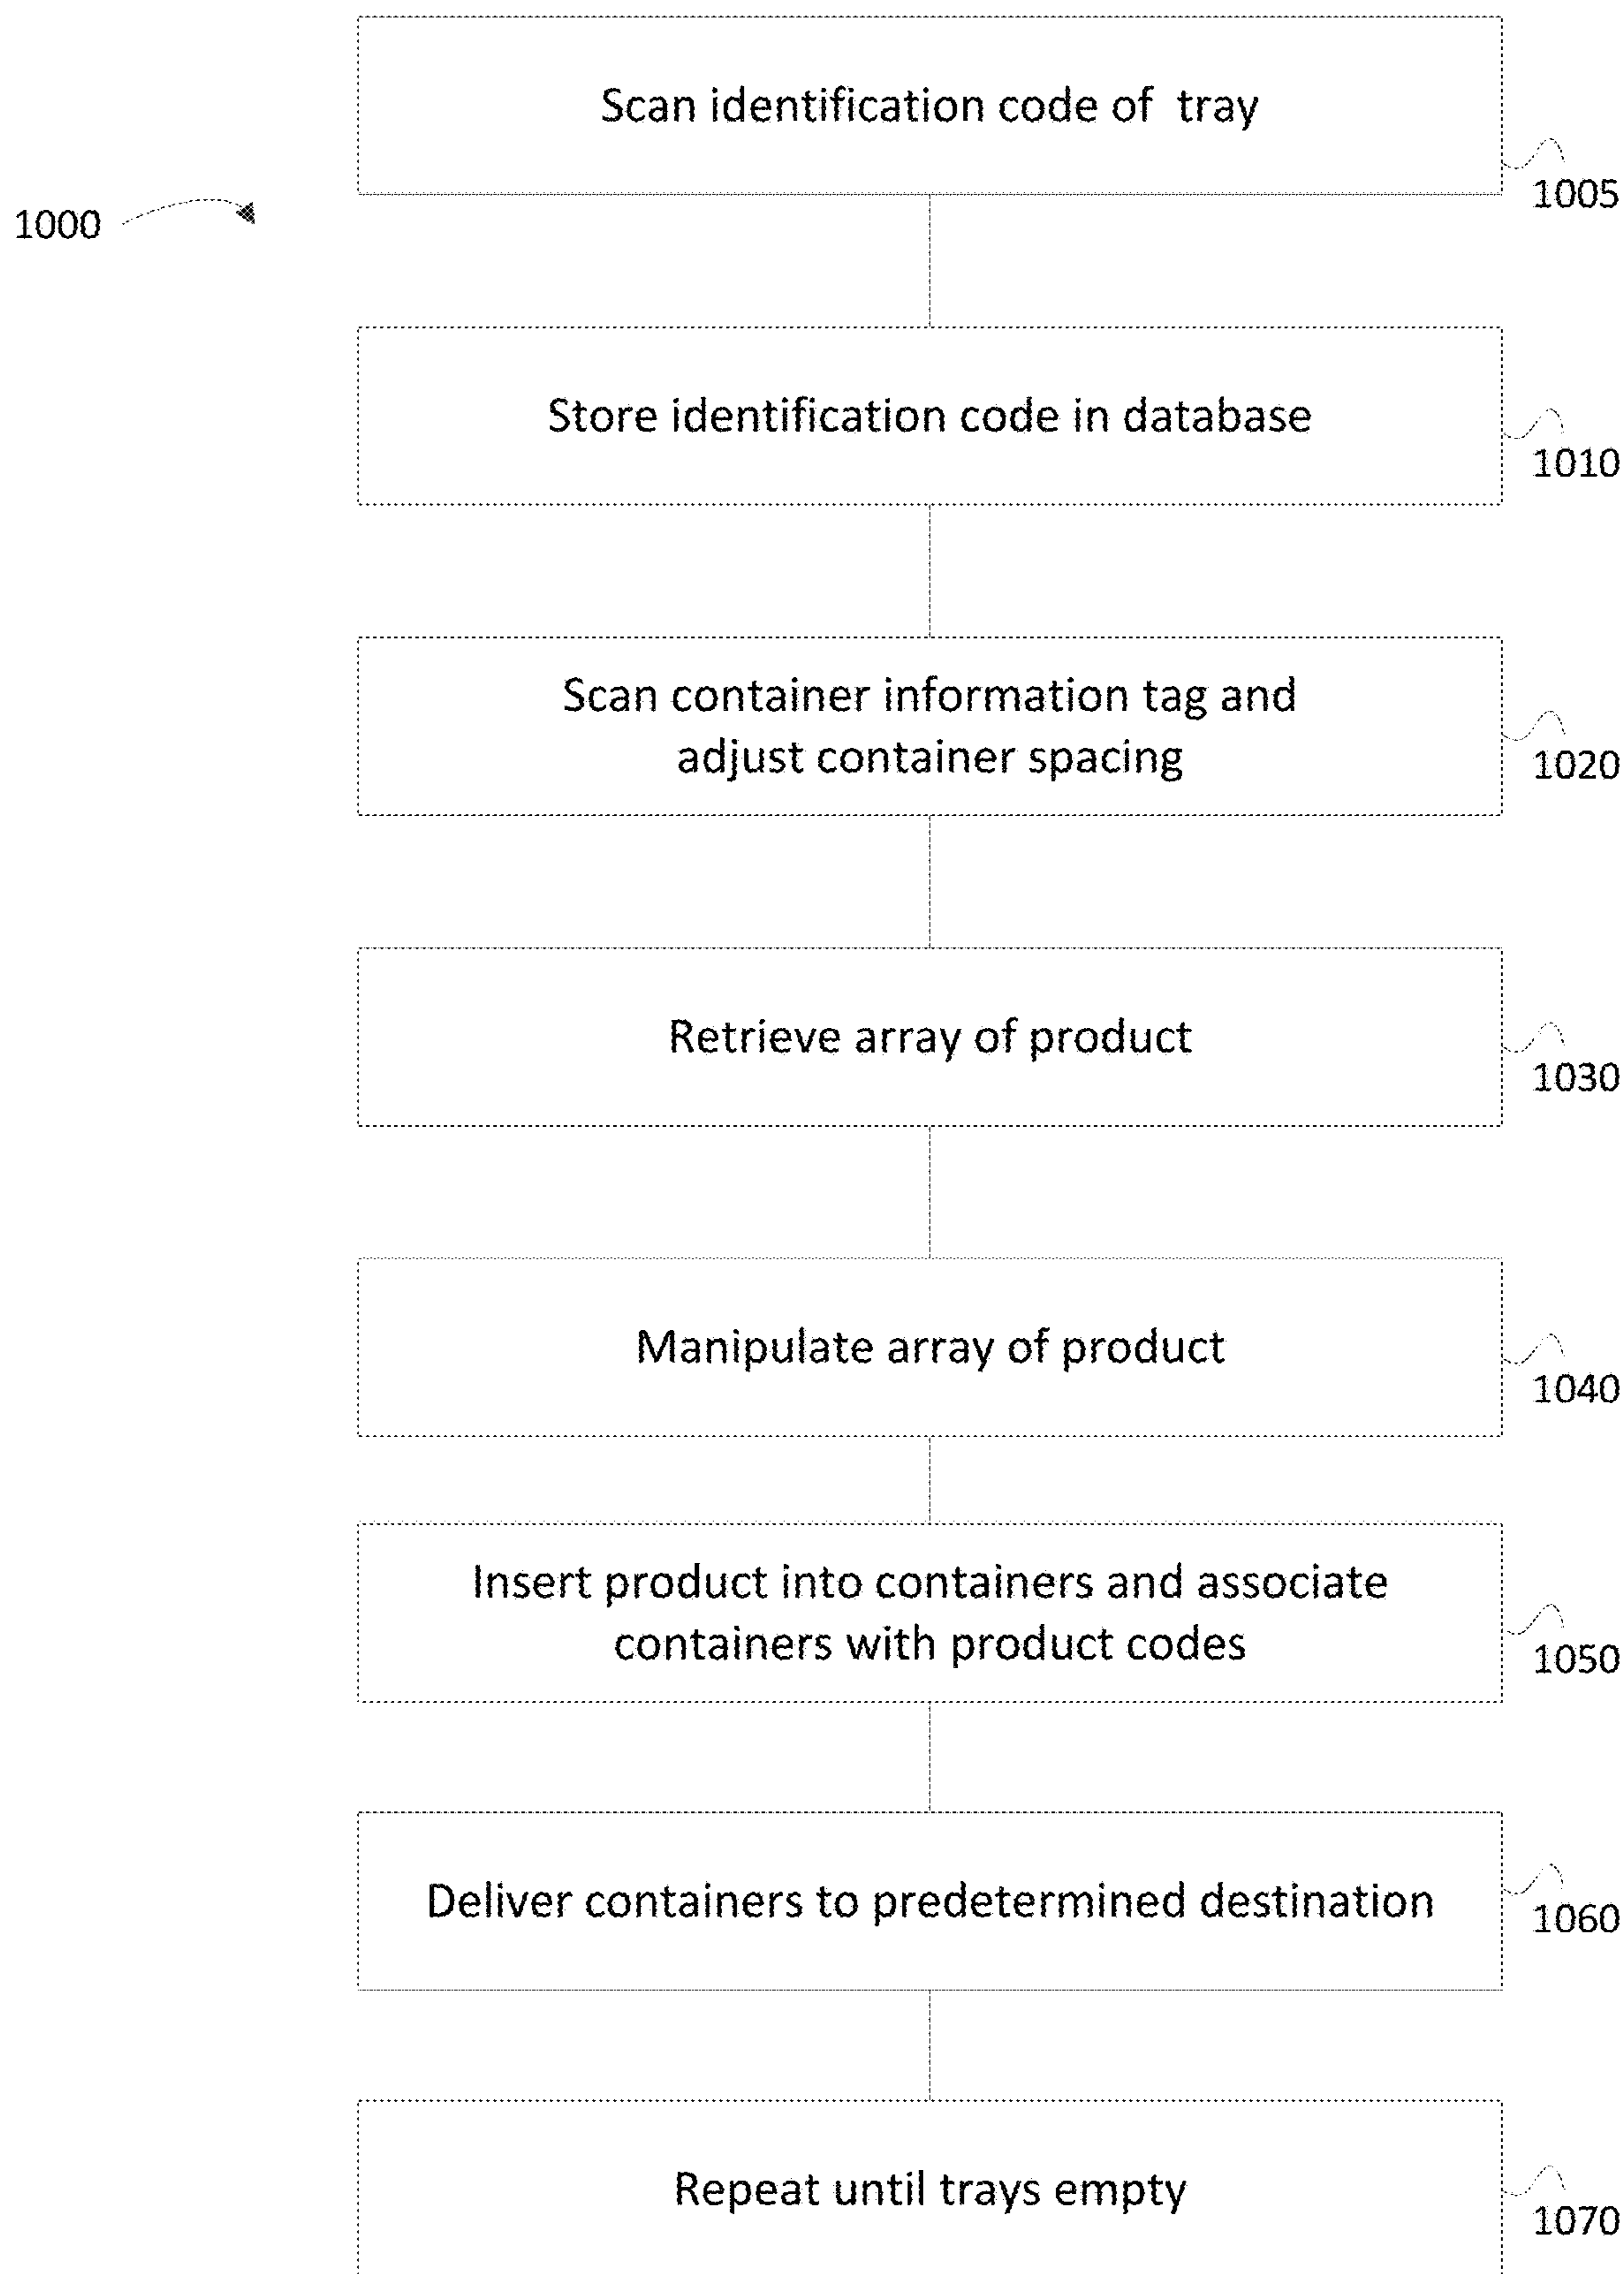 Scan identification code of tray
1005
1000
Store identification code in database
1010
Scan container information tag and
adjust container spacing
1020
Retrieve array of product
1030
Manipulate array of product
1040
Insert product into containers and associate
containers with product codes
1050
Deliver containers to predetermined destination
1060
Repeat until trays empty
1070